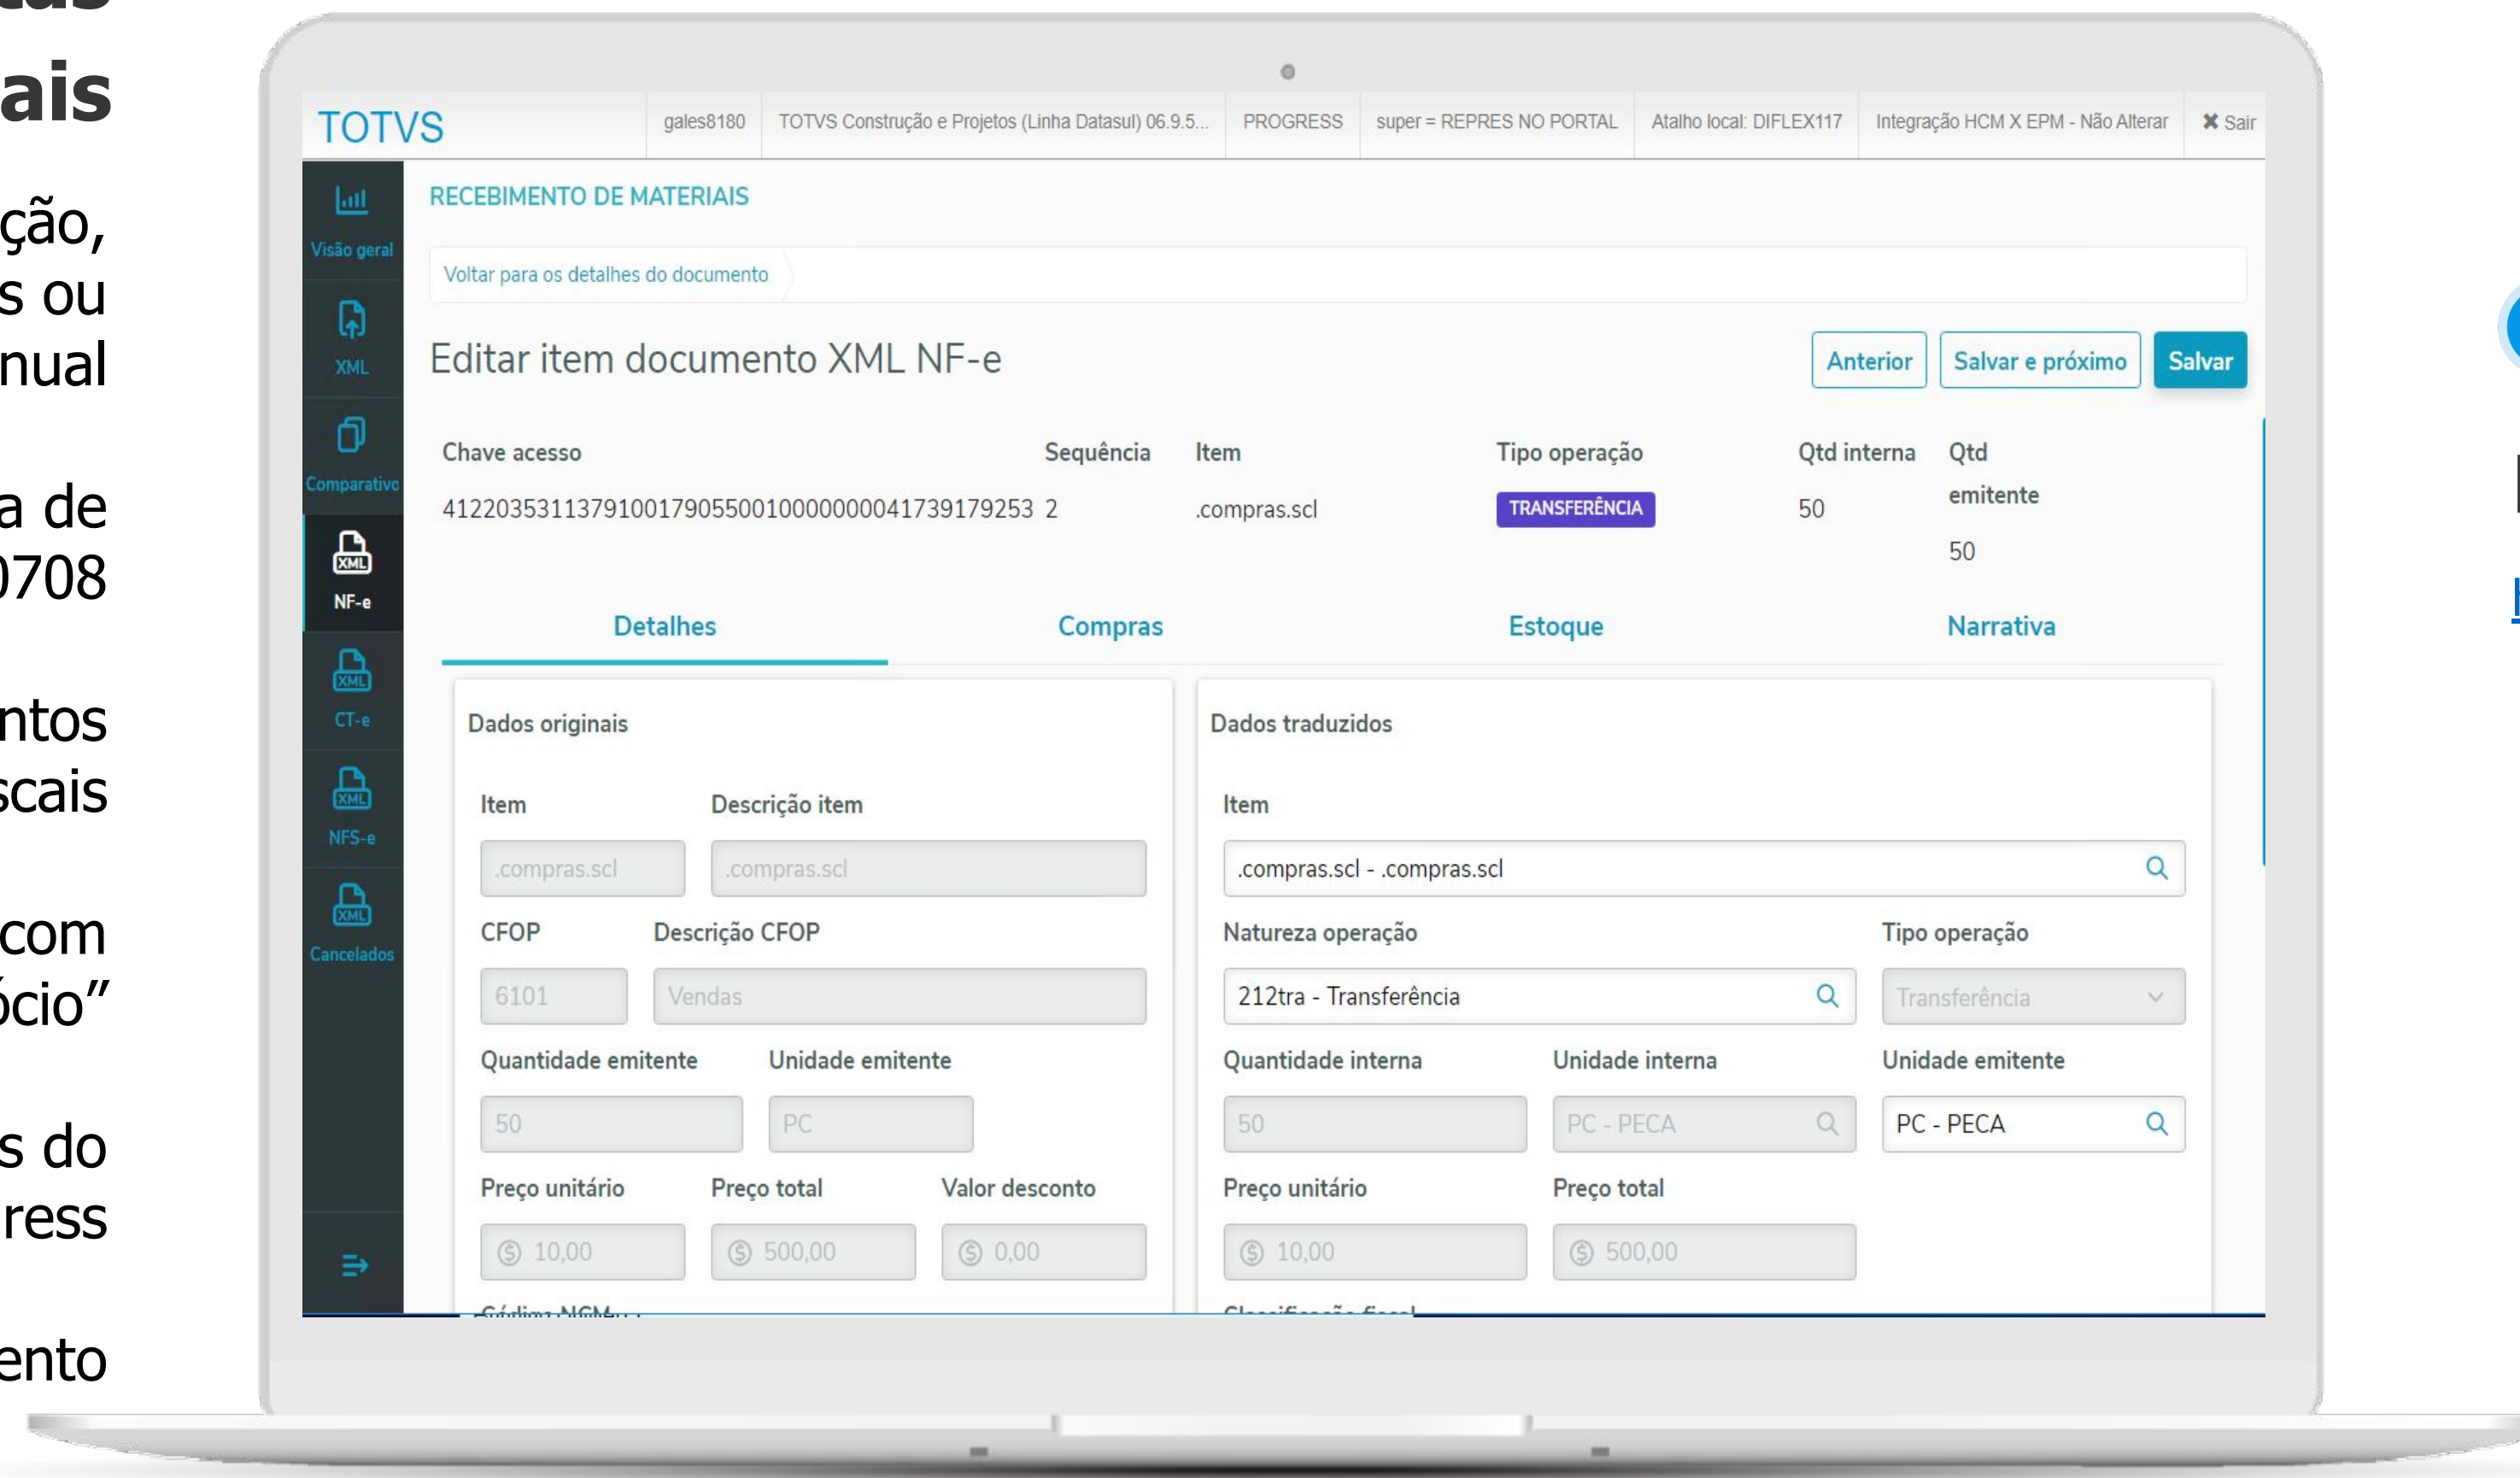 ais
ção,
s ou
nual
a de
0708
ntos
scais
com
ócio”
s do
ress
ento
TOTVS
gales8180
TOTVS Construção e Projetos (Linha Datasul) 06.9.5...
PROGRESS
super = REPRES NO PORTAL
Atalho local: DIFLEX117
Integração HCM X EPM - Não Alterar
✖ Sair
Visão geral
XML
Comparativo
XML
NF-e
XML
CT-e
XML
NFS-e
XML
Cancelados
RECEBIMENTO DE MATERIAIS
Voltar para os detalhes do documento
Editar item documento XML NF-e
Anterior
Salvar e próximo
Salvar
Chave acesso
Sequência
Item
Tipo operação
Qtd interna
Qtd
emitente
41220353113791001790550010000000041739179253
2
.compras.scl
TRANSFERÊNCIA
50
50
Detalhes
Compras
Estoque
Narrativa
Dados originais
Item
Descrição item
.compras.scl
.compras.scl
CFOP
Descrição CFOP
6101
Vendas
Quantidade emitente
Unidade emitente
50
PC
Preço unitário
Preço total
Valor desconto
10,00
500,00
0,00
Dados traduzidos
Item
.compras.scl - .compras.scl
Natureza operação
Tipo operação
212tra - Transferência
Transferência
Quantidade interna
Unidade interna
Unidade emitente
50
PC - PECA
PC - PECA
Preço unitário
Preço total
10,00
500,00